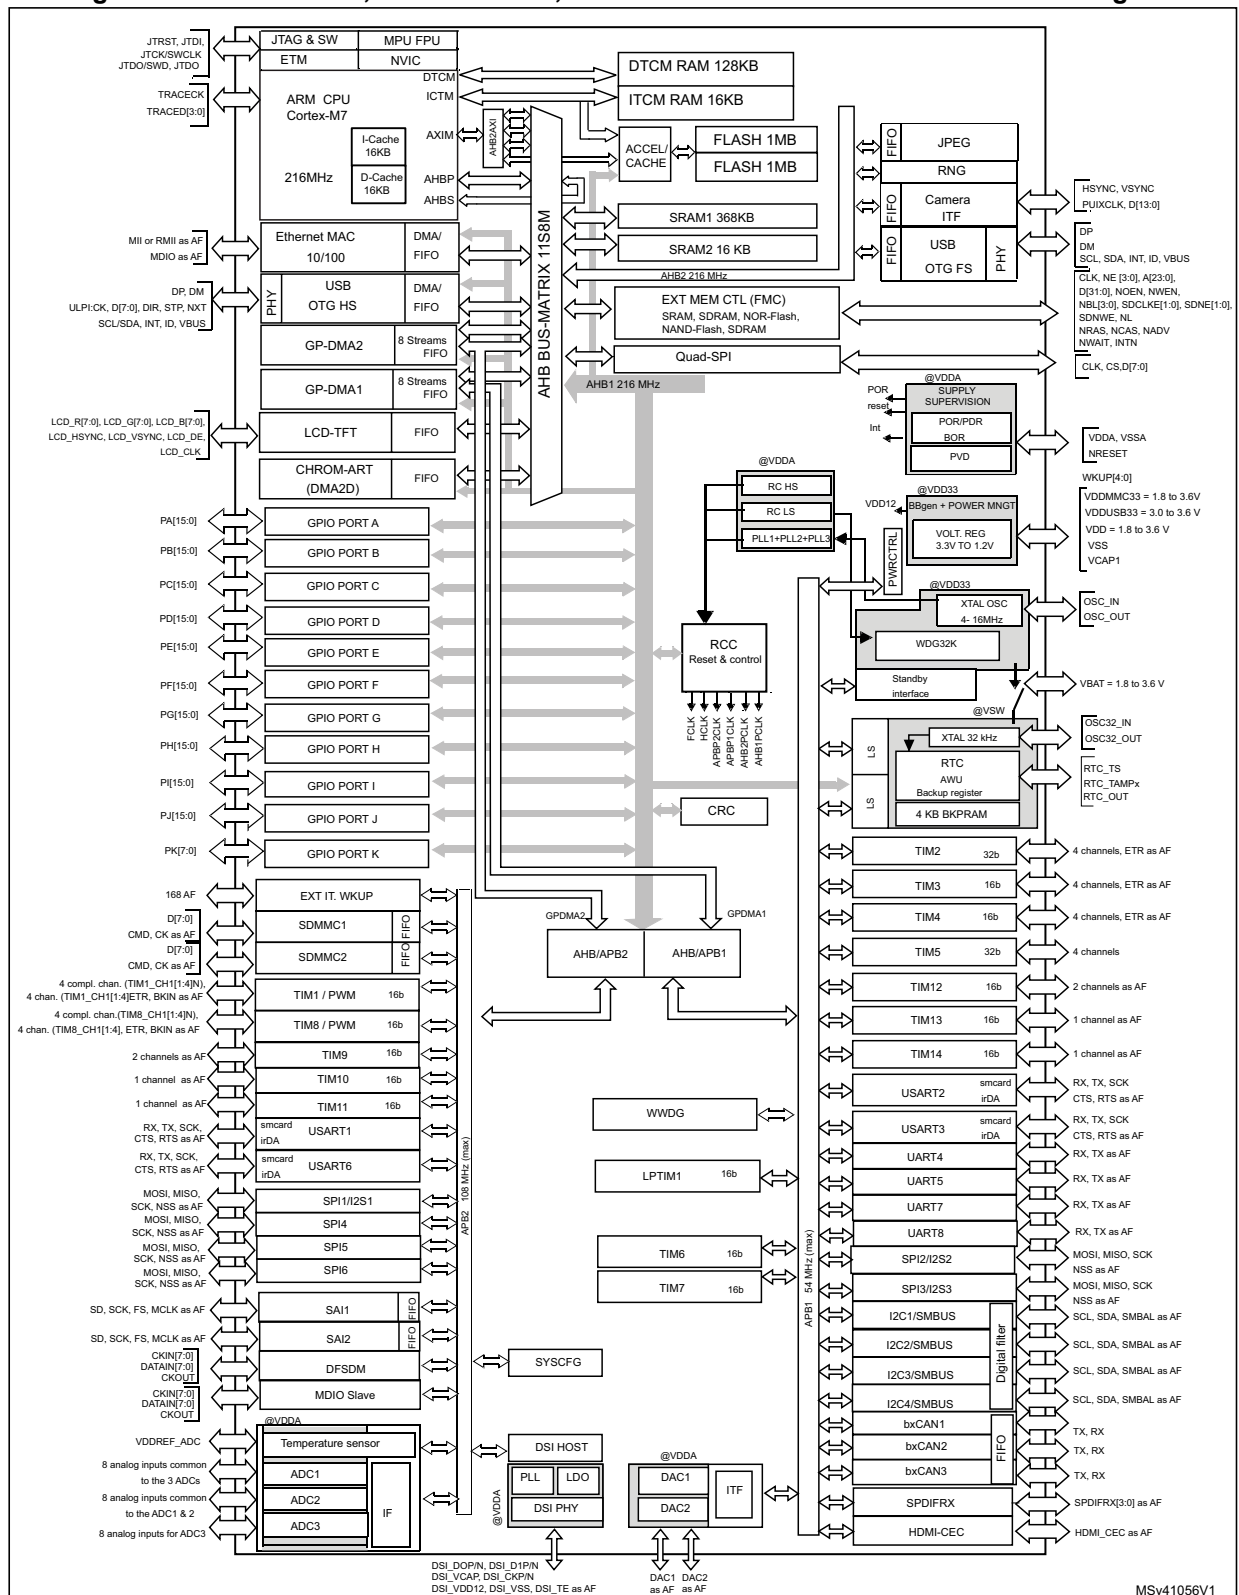 JTRST, JTDI,
JTCK/SWCLK
JTDO/SWD, JTDO
TRACECK
TRACED[3:0]
JTAG & SW
MPU FPU
ETM
NVIC
DTCM
ICTM
ARM CPU
Cortex-M7
AXIM
I-Cache
16KB
216MHz
D-Cache
16KB
AHBP
AHBS
AHB2AXI
AHB BUS-MATRIX 11S8M
DTCM RAM 128KB
ITCM RAM 16KB
ACCEL/
CACHE
FLASH 1MB
FLASH 1MB
SRAM1 368KB
SRAM2 16 KB
AHB2 216 MHz
EXT MEM CTL (FMC)
SRAM, SDRAM, NOR-Flash,
NAND-Flash, SDRAM
Quad-SPI
AHB1 216 MHz
FIFO
JPEG
RNG
FIFO
Camera
ITF
FIFO
USB
OTG FS
PHY
HSYNC, VSYNC
PUIXCLK, D[13:0]
DP
DM
SCL, SDA, INT, ID, VBUS
CLK, NE [3:0], A[23:0],
D[31:0], NOEN, NWEN,
NBL[3:0], SDCLKE[1:0], SDNE[1:0],
SDNWE, NL
NRAS, NCAS, NADV
NWAIT, INTN
CLK, CS,D[7:0]
MII or RMII as AF
MDIO as AF
Ethernet MAC
10/100
DMA/
FIFO
DP, DM
ULPI:CK, D[7:0], DIR, STP, NXT
SCL/SDA, INT, ID, VBUS
PHY
USB
OTG HS
DMA/
FIFO
GP-DMA2
8 Streams
FIFO
GP-DMA1
8 Streams
FIFO
LCD_R[7:0], LCD_G[7:0], LCD_B[7:0],
LCD_HSYNC, LCD_VSYNC, LCD_DE,
LCD_CLK
LCD-TFT
FIFO
CHROM-ART
(DMA2D)
FIFO
PA[15:0]
GPIO PORT A
PB[15:0]
GPIO PORT B
PC[15:0]
GPIO PORT C
PD[15:0]
GPIO PORT D
PE[15:0]
GPIO PORT E
PF[15:0]
GPIO PORT F
PG[15:0]
GPIO PORT G
PH[15:0]
GPIO PORT H
PI[15:0]
GPIO PORT I
PJ[15:0]
GPIO PORT J
PK[7:0]
GPIO PORT K
@VDDA
POR
reset
Int
SUPPLY
SUPERVISION
POR/PDR
BOR
PVD
VDDA, VSSA
NRESET
WKUP[4:0]
@VDDA
RC HS
RC LS
PLL1+PLL2+PLL3
@VDD33
VDD12
BBgen + POWER MNGT
VOLT. REG
3.3V TO 1.2V
VDDMMC33 = 1.8 to 3.6V
VDDUSB33 = 3.0 to 3.6 V
VDD = 1.8 to 3.6 V
VSS
VCAP1
PWRCTRL
@VDD33
XTAL OSC
4- 16MHz
WDG32K
OSC_IN
OSC_OUT
RCC
Reset & control
FCLK
HCLK
APBP2CLK
APBP1CLK
AHB2PCLK
AHB1PCLK
Standby
interface
VBAT = 1.8 to 3.6 V
@VSW
LS
LS
XTAL 32 kHz
RTC
AWU
Backup register
4 KB BKPRAM
OSC32_IN
OSC32_OUT
RTC_TS
RTC_TAMPx
RTC_OUT
CRC
GPDMA2
GPDMA1
AHB/APB2
AHB/APB1
168 AF
EXT IT. WKUP
D[7:0]
CMD, CK as AF
SDMMC1
FIFO
D[7:0]
CMD, CK as AF
SDMMC2
FIFO
4 compl. chan. (TIM1_CH1[1:4]N),
4 chan. (TIM1_CH1[1:4]ETR, BKIN as AF
TIM1 / PWM
16b
4 compl. chan.(TIM8_CH1[1:4]N),
4 chan. (TIM8_CH1[1:4], ETR, BKIN as AF
TIM8 / PWM
16b
2 channels as AF
TIM9
16b
1 channel as AF
TIM10
16b
1 channel as AF
TIM11
16b
RX, TX, SCK,
CTS, RTS as AF
smcard
irDA
USART1
RX, TX, SCK,
CTS, RTS as AF
smcard
irDA
USART6
MOSI, MISO,
SCK, NSS as AF
SPI1/I2S1
MOSI, MISO,
SCK, NSS as AF
SPI4
MOSI, MISO,
SCK, NSS as AF
SPI5
MOSI, MISO,
SCK, NSS as AF
SPI6
SD, SCK, FS, MCLK as AF
SAI1
FIFO
SD, SCK, FS, MCLK as AF
SAI2
FIFO
CKIN[7:0]
DATAIN[7:0]
CKOUT
DFSDM
CKIN[7:0]
DATAIN[7:0]
CKOUT
MDIO Slave
@VDDA
VDDREF_ADC
Temperature sensor
8 analog inputs common
to the 3 ADCs
ADC1
8 analog inputs common
to the ADC1 & 2
ADC2
8 analog inputs for ADC3
ADC3
IF
APB2 108 MHz (max)
SYSCFG
DSI HOST
@VDDA
PLL
LDO
DSI PHY
DSI_DOP/N, DSI_D1P/N
DSI_VCAP, DSI_CKP/N
DSI_VDD12, DSI_VSS, DSI_TE as AF
@VDDA
DAC1
DAC2
ITF
DAC1
as AF
DAC2
as AF
WWDG
LPTIM1
16b
TIM6
16b
TIM7
16b
APB1 54 MHz (max)
TIM2
32b
4 channels, ETR as AF
TIM3
16b
4 channels, ETR as AF
TIM4
16b
4 channels, ETR as AF
TIM5
32b
4 channels
TIM12
16b
2 channels as AF
TIM13
16b
1 channel as AF
TIM14
16b
1 channel as AF
USART2
smcard
irDA
RX, TX, SCK
CTS, RTS as AF
USART3
smcard
irDA
RX, TX, SCK
CTS, RTS as AF
UART4
RX, TX as AF
UART5
RX, TX as AF
UART7
RX, TX as AF
UART8
RX, TX as AF
SPI2/I2S2
MOSI, MISO, SCK
NSS as AF
SPI3/I2S3
MOSI, MISO, SCK
NSS as AF
I2C1/SMBUS
SCL, SDA, SMBAL as AF
I2C2/SMBUS
SCL, SDA, SMBAL as AF
I2C3/SMBUS
SCL, SDA, SMBAL as AF
I2C4/SMBUS
SCL, SDA, SMBAL as AF
Digital filter
bxCAN1
TX, RX
bxCAN2
TX, RX
bxCAN3
TX, RX
FIFO
SPDIFRX
SPDIFRX[3:0] as AF
HDMI-CEC
HDMI_CEC as AF
MSv41056V1